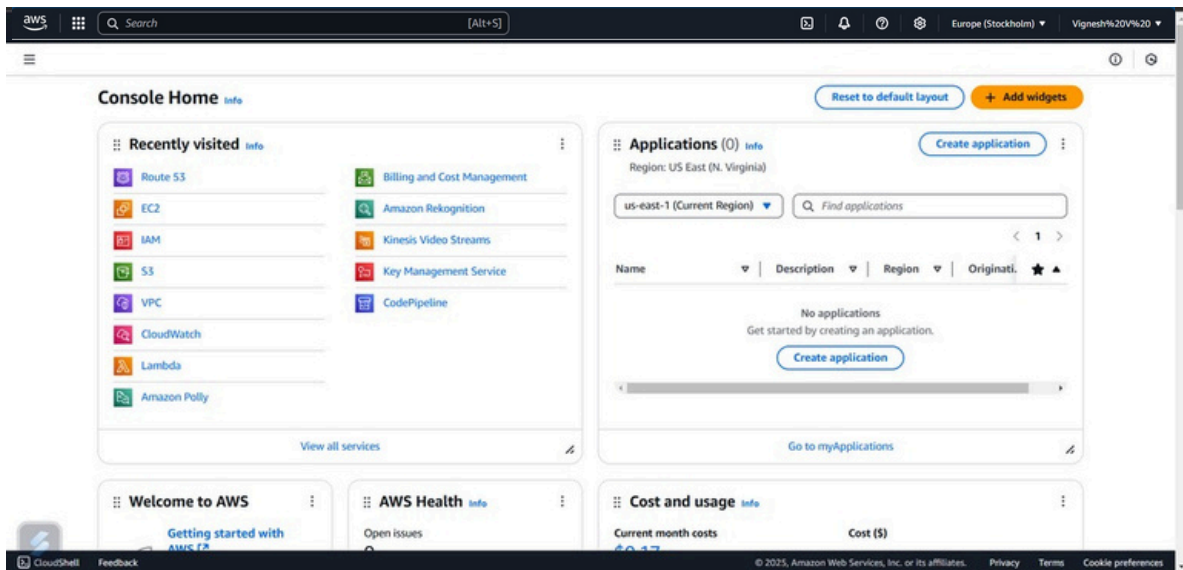 aws Search [Alt+S] Europe (Stockholm) Vignesh%20V%20
Console Home Info
Reset to default layout + Add widgets
Recently visited Info
Route 53
EC2
IAM
S3
VPC
CloudWatch
Lambda
Amazon Polly
Billing and Cost Management
Amazon Rekognition
Kinesis Video Streams
Key Management Service
CodePipeline
View all services
Applications (0) Info
Create application
Region: US East (N. Virginia)
us-east-1 (Current Region) Find applications
1
Name Description Region Originati.
No applications
Get started by creating an application.
Create application
Go to myApplications
Welcome to AWS
Getting started with
AWS
AWS Health Info
Open issues
Cost and usage Info
Current month costs Cost ($)
$0.17
CloudShell Feedback © 2025, Amazon Web Services, Inc. or its affiliates. Privacy Terms Cookie preferences